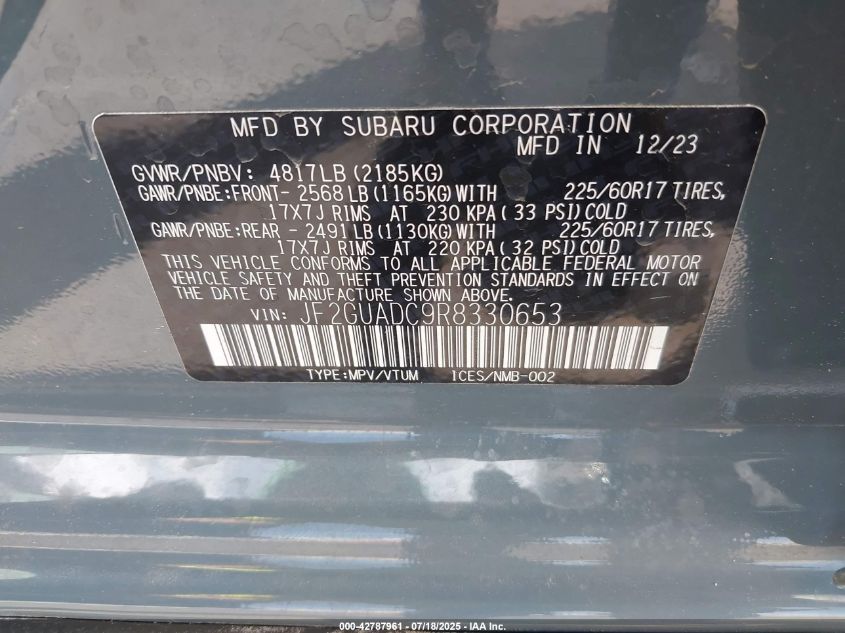 MFD BY SUBARU CORPORATION
MFD IN 12/23
GVWR/PNBV: 4817LB (2185KG)
GAWR/PNBE:FRONT- 2568 LB (1165KG) WITH 225/60R17 TIRES,
17X7J RIMS AT 230 KPA (33 PSI) COLD
GAWR/PNBE:REAR - 2491 LB (1130KG) WITH 225/60R17 TIRES,
17X7J RIMS AT 220 KPA (32 PSI) COLD
THIS VEHICLE CONFORMS TO ALL APPLICABLE FEDERAL MOTOR
VEHICLE SAFETY AND THEFT PREVENTION STANDARDS IN EFFECT ON
THE DATE OF MANUFACTURE SHOWN ABOVE.
VIN: JF2GUADC9R8330653
TYPE:MPV/VTUM ICES/NMB-002
000-42787961 - 07/18/2025 - IAA Inc.